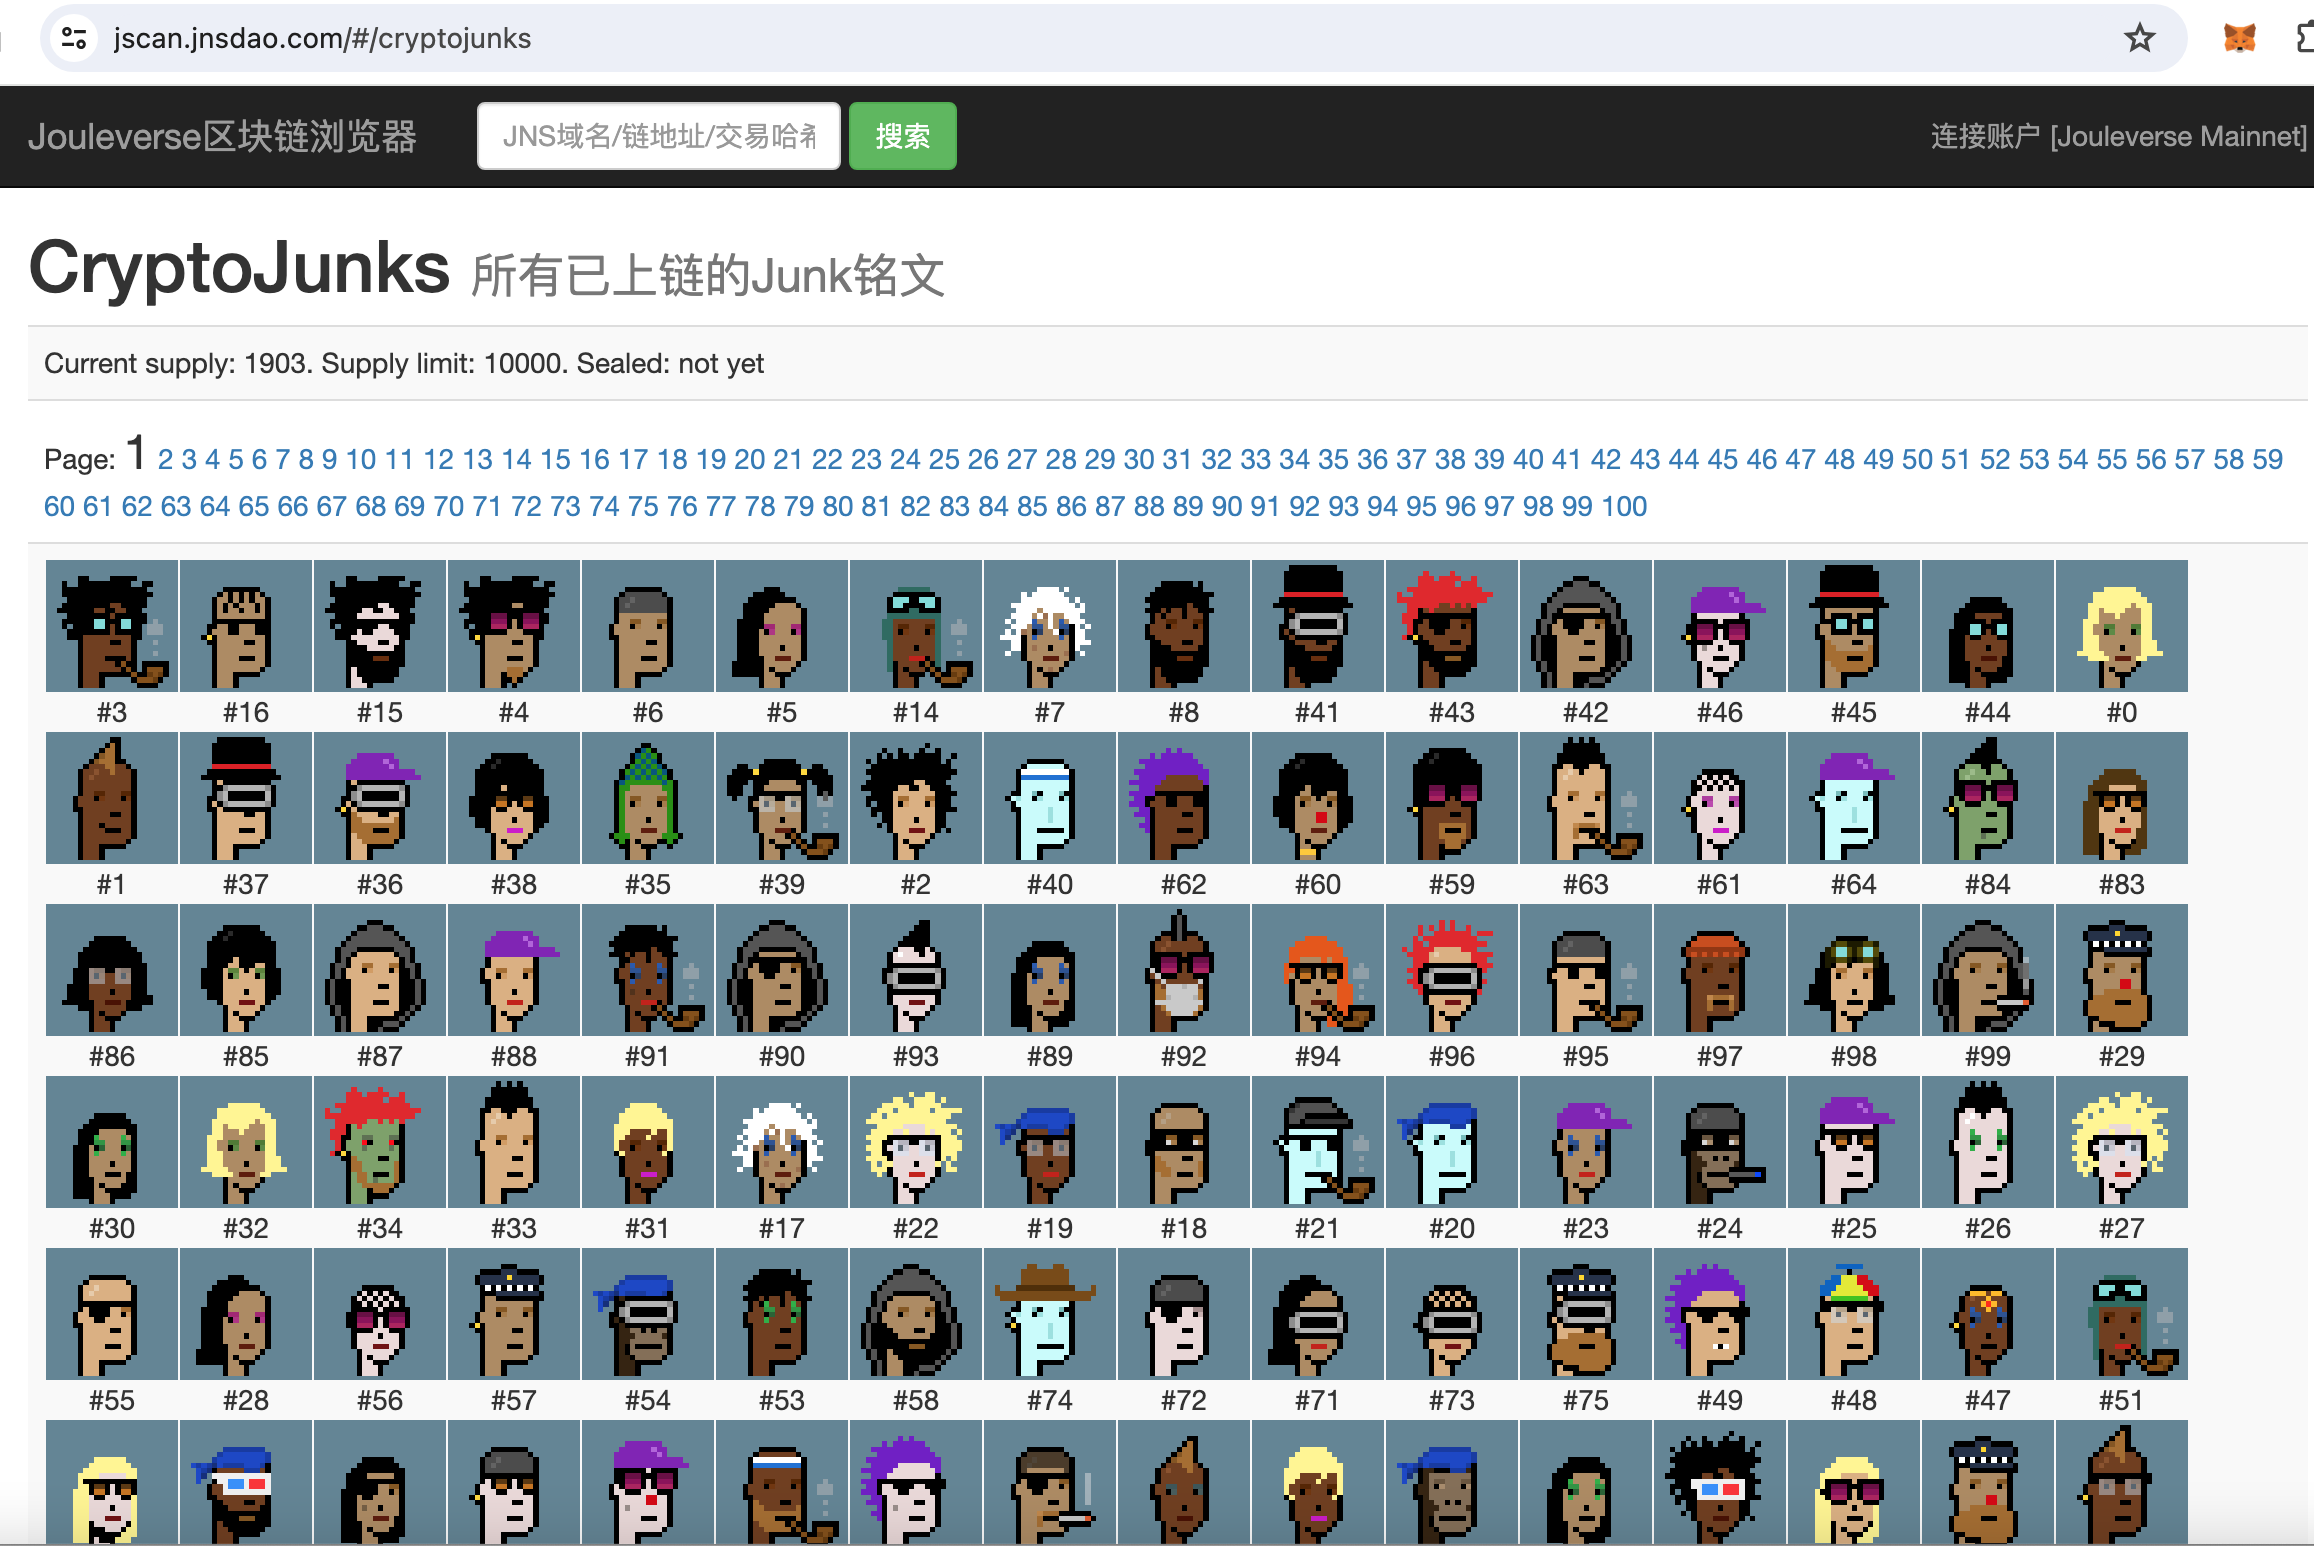 jscan.jnsdao.com/#/cryptojunks
Jouleverse区块链浏览器 JNS域名/链地址/交易哈希 搜索 连接账户 [Jouleverse Mainnet]
CryptoJunks 所有已上链的Junk铭文
Current supply: 1903. Supply limit: 10000. Sealed: not yet
Page: 1 2 3 4 5 6 7 8 9 10 11 12 13 14 15 16 17 18 19 20 21 22 23 24 25 26 27 28 29 30 31 32 33 34 35 36 37 38 39 40 41 42 43 44 45 46 47 48 49 50 51 52 53 54 55 56 57 58 59
60 61 62 63 64 65 66 67 68 69 70 71 72 73 74 75 76 77 78 79 80 81 82 83 84 85 86 87 88 89 90 91 92 93 94 95 96 97 98 99 100
#3 #16 #15 #4 #6 #5 #14 #7 #8 #41 #43 #42 #46 #45 #44 #0
#1 #37 #36 #38 #35 #39 #2 #40 #62 #60 #59 #63 #61 #64 #84 #83
#86 #85 #87 #88 #91 #90 #93 #89 #92 #94 #96 #95 #97 #98 #99 #29
#30 #32 #34 #33 #31 #17 #22 #19 #18 #21 #20 #23 #24 #25 #26 #27
#55 #28 #56 #57 #54 #53 #58 #74 #72 #71 #73 #75 #49 #48 #47 #51